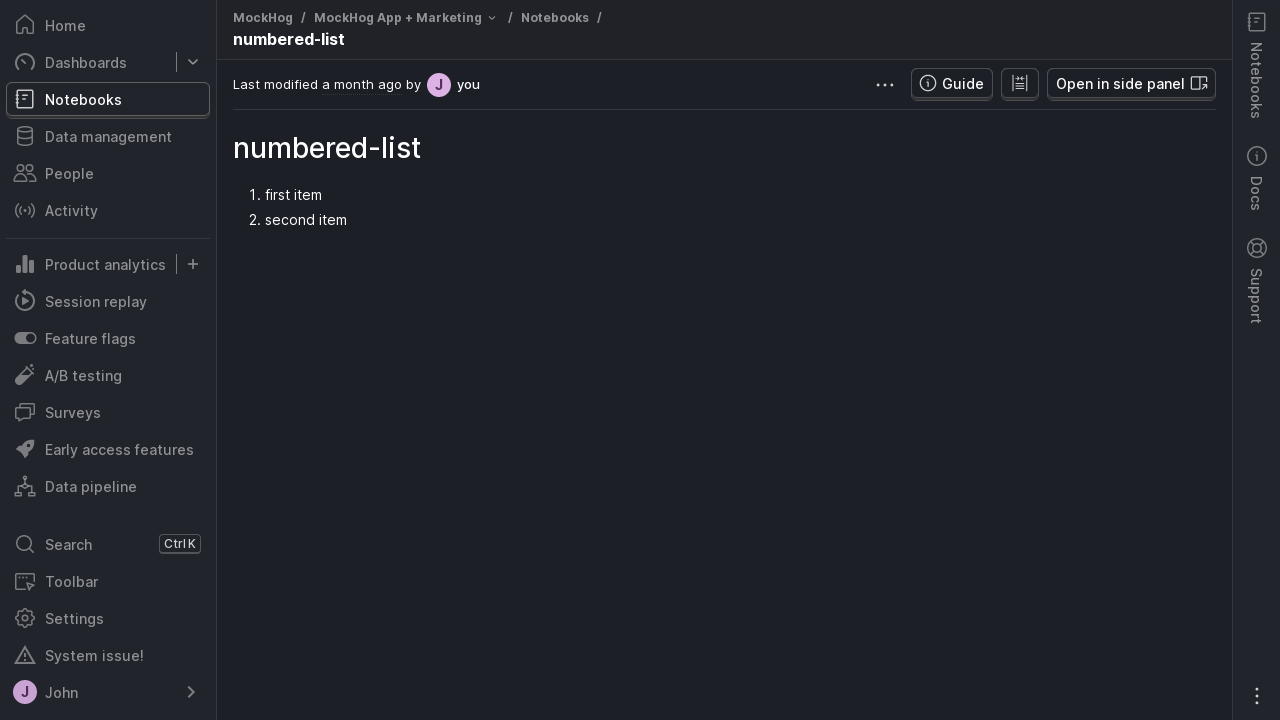 Home
Dashboards
Notebooks
Data management
People
Activity
Product analytics
Session replay
Feature flags
A/B testing
Surveys
Early access features
Data pipeline
Search Ctrl K
Toolbar
Settings
System issue!
J John
MockHog / MockHog App + Marketing / Notebooks /
numbered-list
Last modified a month ago by J you
Guide
Open in side panel
numbered-list
1. first item
2. second item
Notebooks
Docs
Support